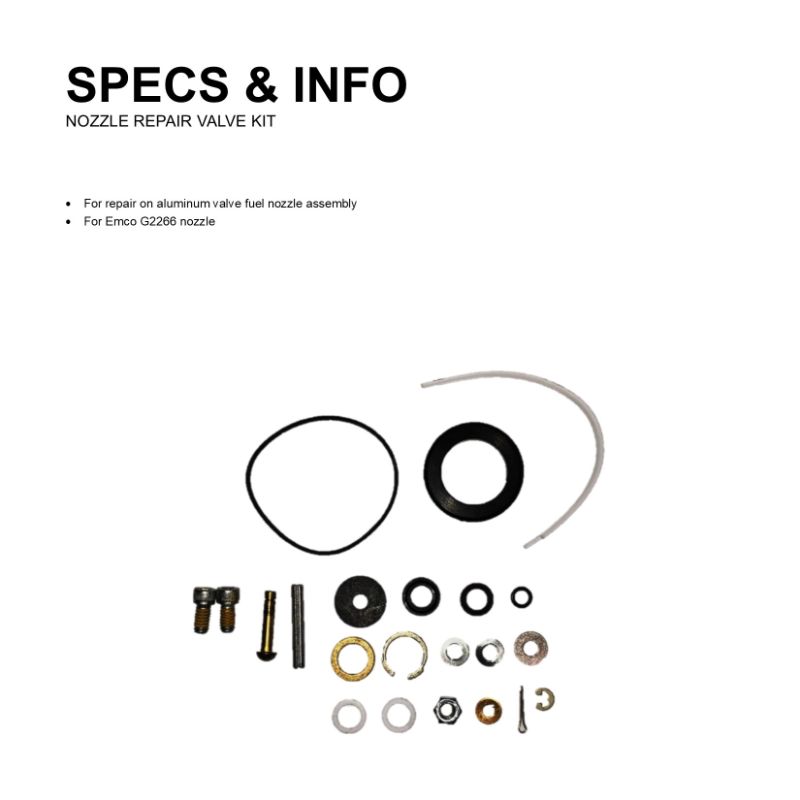 SPECS & INFO
NOZZLE REPAIR VALVE KIT
• For repair on aluminum valve fuel nozzle assembly
• For Emco G2266 nozzle